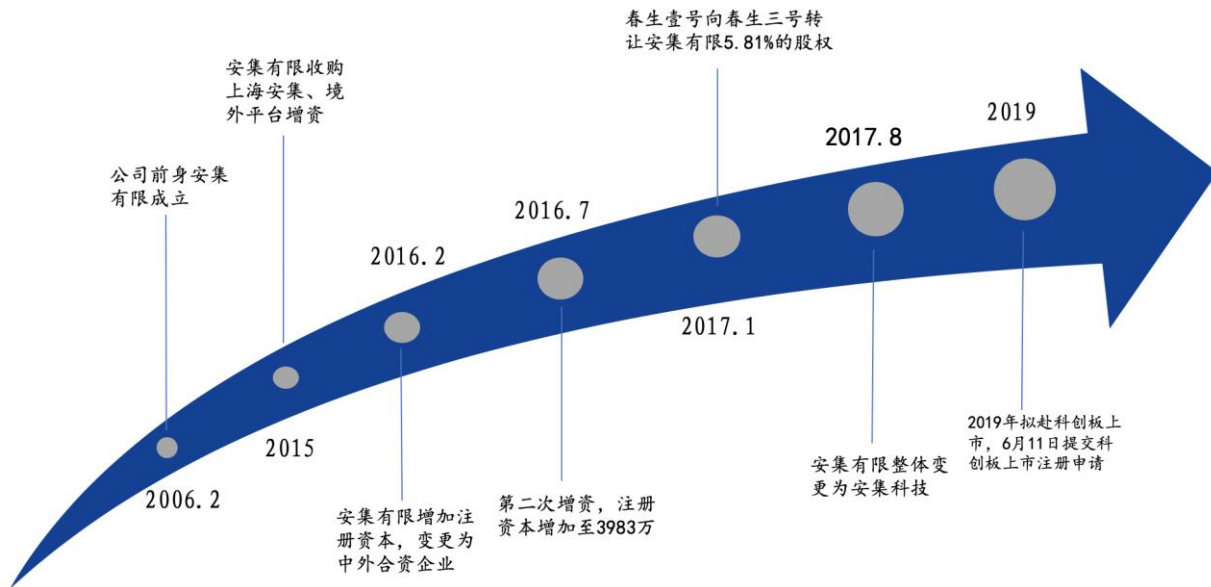 公司前身安集
有限成立
2006.2
安集有限收购
上海安集、境
外平台增资
2015
2016.2
安集有限增加注
册资本，变更为
中外合资企业
2016.7
第二次增资，注册
资本增加至3983万
春生壹号向春生三号转
让安集有限5.81%的股权
2017.1
2017.8
安集有限整体变
更为安集科技
2019
2019年拟赴科创板上
市，6月11日提交科
创板上市注册申请